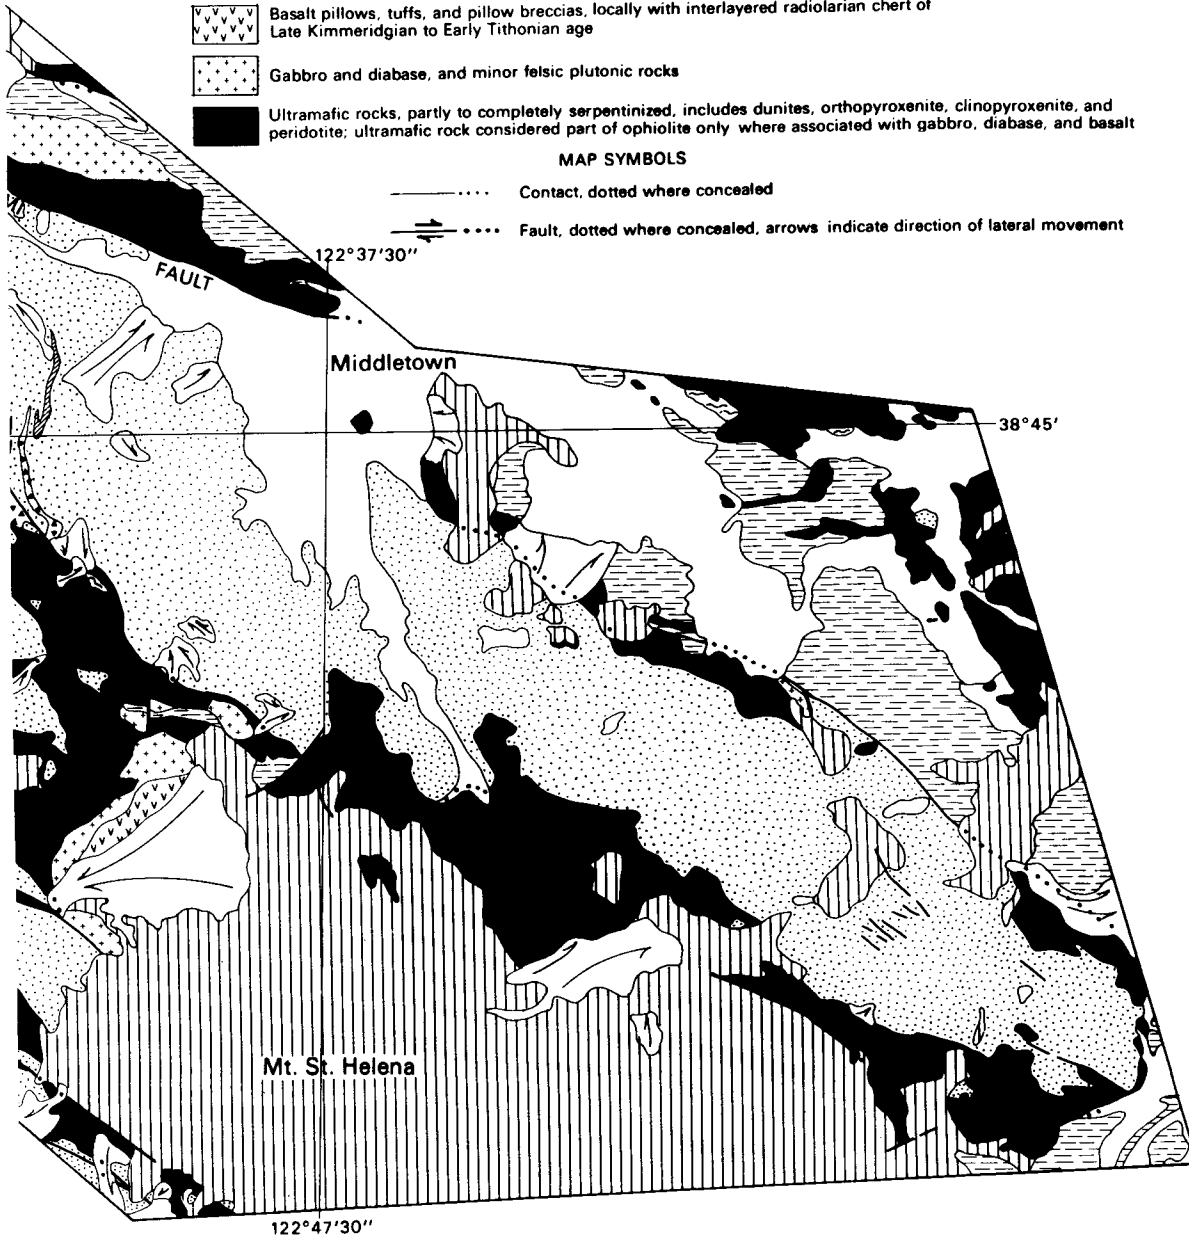 Basalt pillows, tuffs, and pillow breccias, locally with interlayered radiolarian chert of
Late Kimmeridgian to Early Tithonian age
Gabbro and diabase, and minor felsic plutonic rocks
Ultramafic rocks, partly to completely serpentinized, includes dunites, orthopyroxenite, clinopyroxenite, and
peridotite; ultramafic rock considered part of ophiolite only where associated with gabbro, diabase, and basalt
MAP SYMBOLS
Contact, dotted where concealed
Fault, dotted where concealed, arrows indicate direction of lateral movement
122°37'30"
FAULT
Middletown
38°45'
Mt. St. Helena
122°47'30"